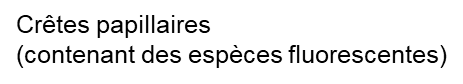 Crêtes papillaires
(contenant des espèces fluorescentes)